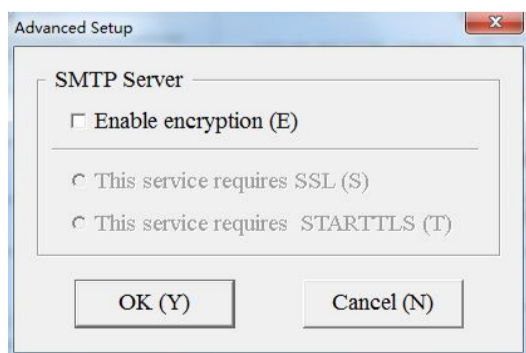 Advanced Setup
SMTP Server
Enable encryption (E)
This service requires SSL (S)
This service requires STARTTLS (T)
OK (Y)
Cancel (N)